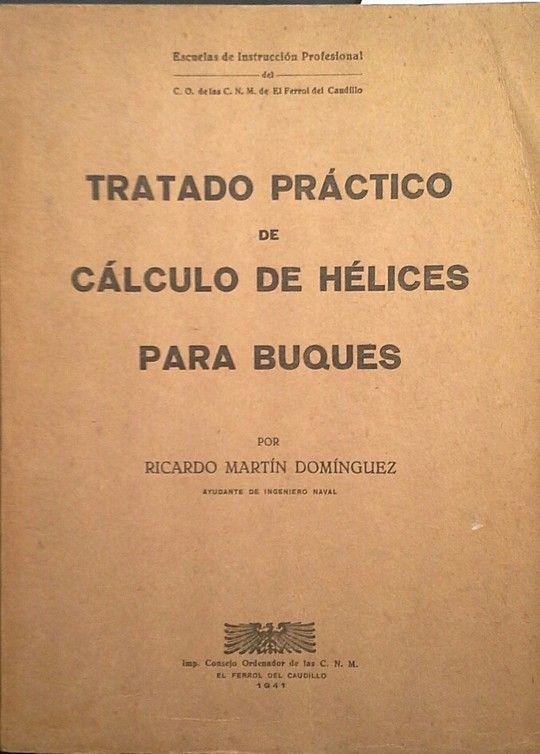 Escuelas de Instrucción Profesional
del
C. O. de las C. N. M. de El Ferrol del Caudillo
TRATADO PRÁCTICO
DE
CÁLCULO DE HÉLICES
PARA BUQUES
POR
RICARDO MARTÍN DOMÍNGUEZ
AYUDANTE DE INGENIERO NAVAL
Imp. Consejo Ordenador de las C. N. M.
EL FERROL DEL CAUDILLO
1941